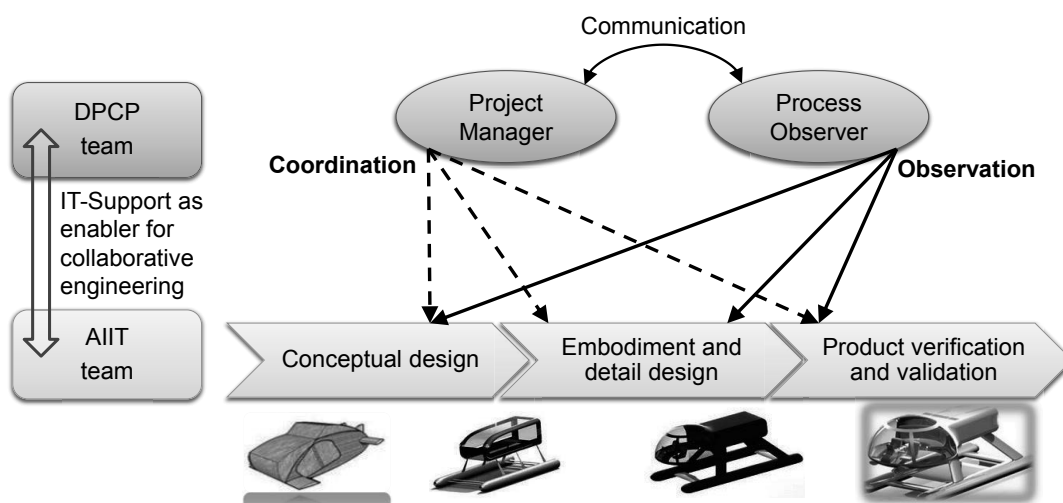 Communication
DPCP
team
Project
Manager
Process
Observer
Coordination
Observation
IT-Support as
enabler for
collaborative
engineering
AIIT
team
Conceptual design
Embodiment and
detail design
Product verification
and validation